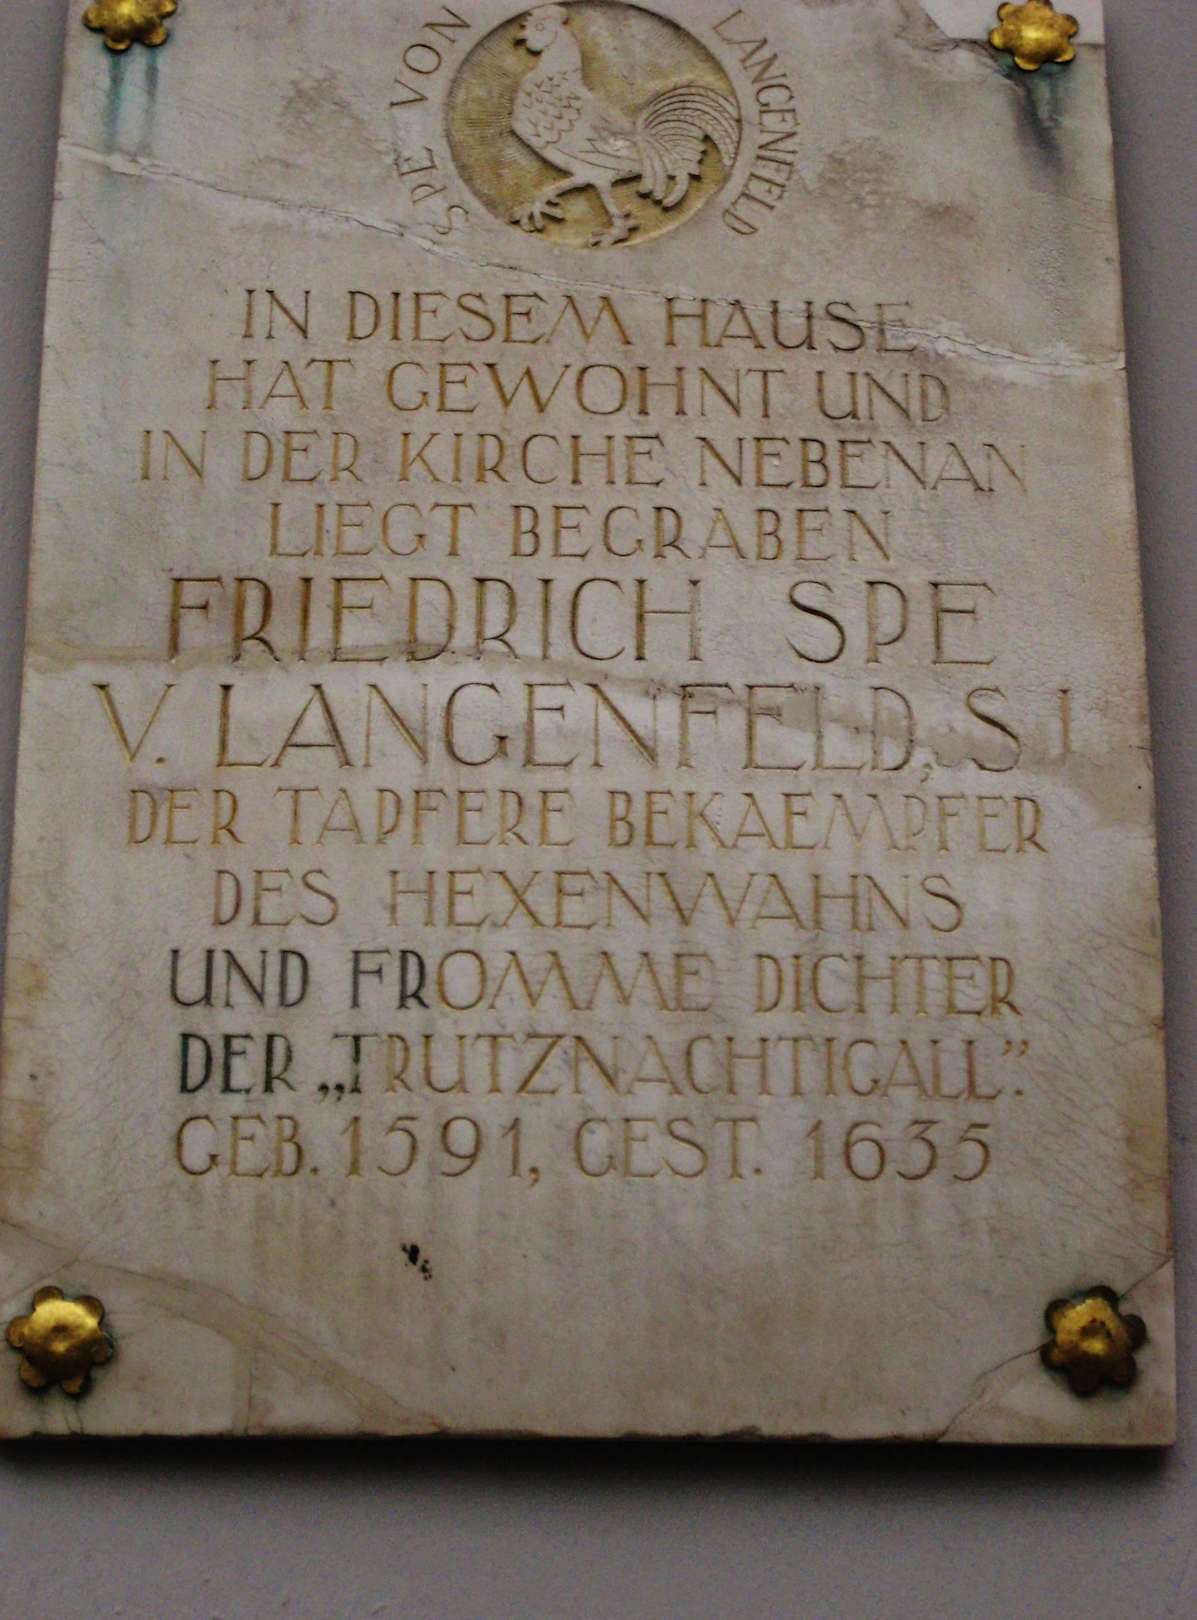 SPE VON LANGENFELD
IN DIESEM HAUSE
HAT GEWOHNT UND
IN DER KIRCHE NEBENAN
LIEGT BEGRABEN
FRIEDRICH SPE
V. LANGENFELD, S J
DER TAPFERE BEKAEMPFER
DES HEXENWAHNS
UND FROMME DICHTER
DER „TRUTZNACHTIGALL”.
GEB. 1591, GEST. 1635